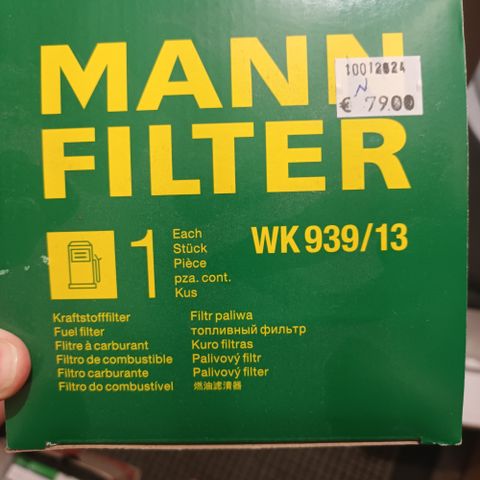 MANN
FILTER
10012624
N
€ 79.00
1
Each
Stück
Pièce
pza. cont.
Kus
WK 939/13
Kraftstofffilter
Fuel filter
Filtre à carburant
Filtro de combustible
Filtro carburante
Filtro do combustível
Filtr paliwa
топливный фильтр
Kuro filtras
Palivový filtr
Palivový filter
燃油滤清器